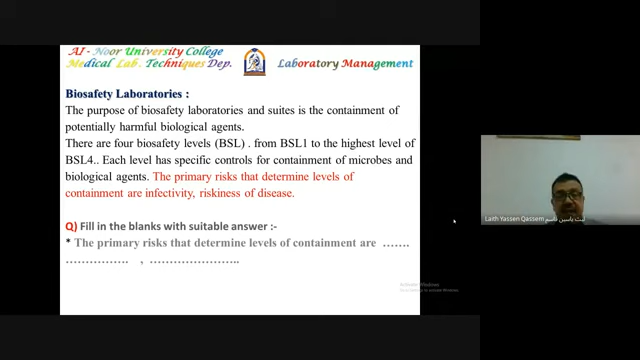 Al - Noor University College
Medical Lab . Techniques Dep.
Laboratory Management
Biosafety Laboratories :
The purpose of biosafety laboratories and suites is the containment of
potentially harmful biological agents.
There are four biosafety levels (BSL) . from BSL1 to the highest level of
BSL4.. Each level has specific controls for containment of microbes and
biological agents. The primary risks that determine levels of
containment are infectivity, riskiness of disease.
Q) Fill in the blanks with suitable answer :-
* The primary risks that determine levels of containment are …….
……………. , …………………..
Laith Yassen Qassem ليث ياسين قاسم
Activate Windows